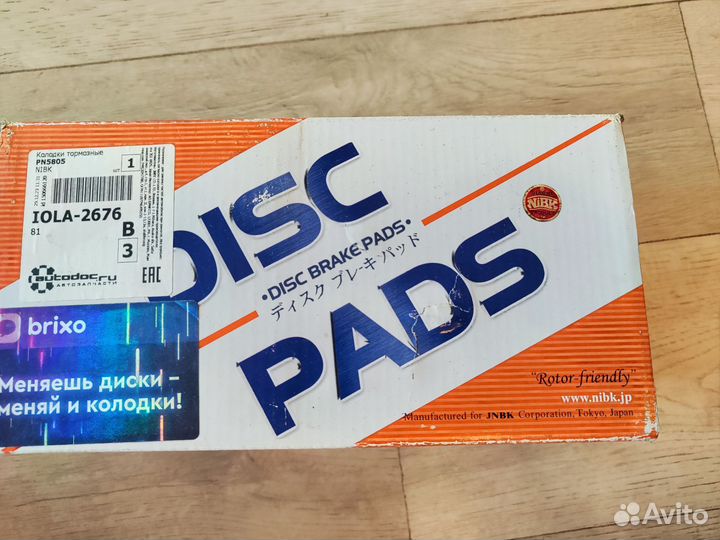 Колодки тормозные
PN5805
NIBK
1
шт
IOLA-2676
81
B
3
autodoc.ru
АВТОЗАПЧАСТИ
EAC
brixo
Меняешь диски –
меняй и колодки!
DISC
•DISC BRAKE PADS•
ディスク ブレーキ パッド
PADS
NiBK
"Rotor-friendly"
www.nibk.jp
Manufactured for JNBK Corporation, Tokyo, Japan
Avito